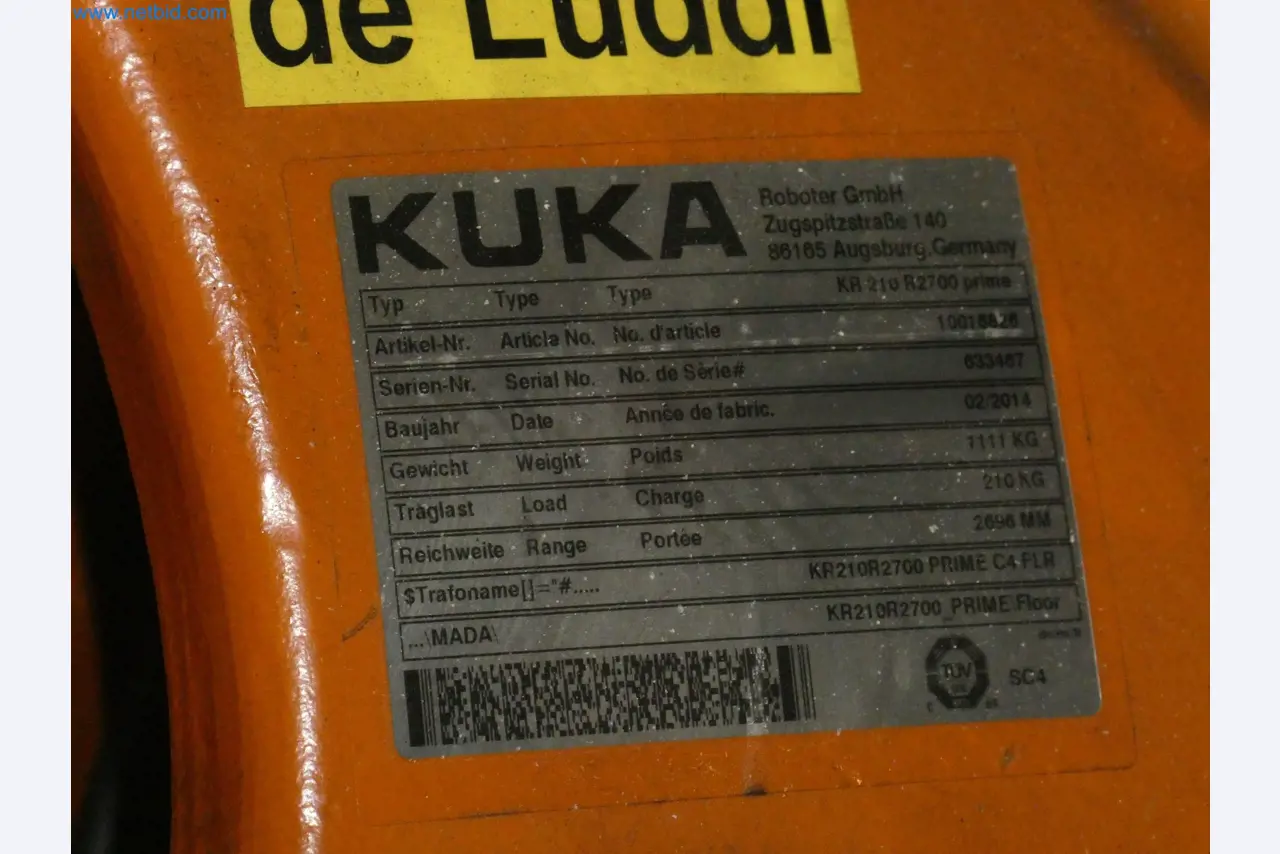 www.netbid.com
KUKA
Roboter GmbH
Zugspitzstraße 140
86165 Augsburg,Germany
Typ Type Type KR 210 R2700 prime
Artikel-Nr. Article No. No. d'article
Serien-Nr. Serial No. No. de Série# 633467
Baujahr Date Année de fabric. 02/2014
Gewicht Weight Poids 1111 KG
Traglast Load Charge 210 KG
Reichweite Range Portée 2696 MM
$Trafoname[]="#..... KR210R2700 PRIME C4 FLR
...\MADA\ KR210R2700_PRIME Floor
TÜV
SC4